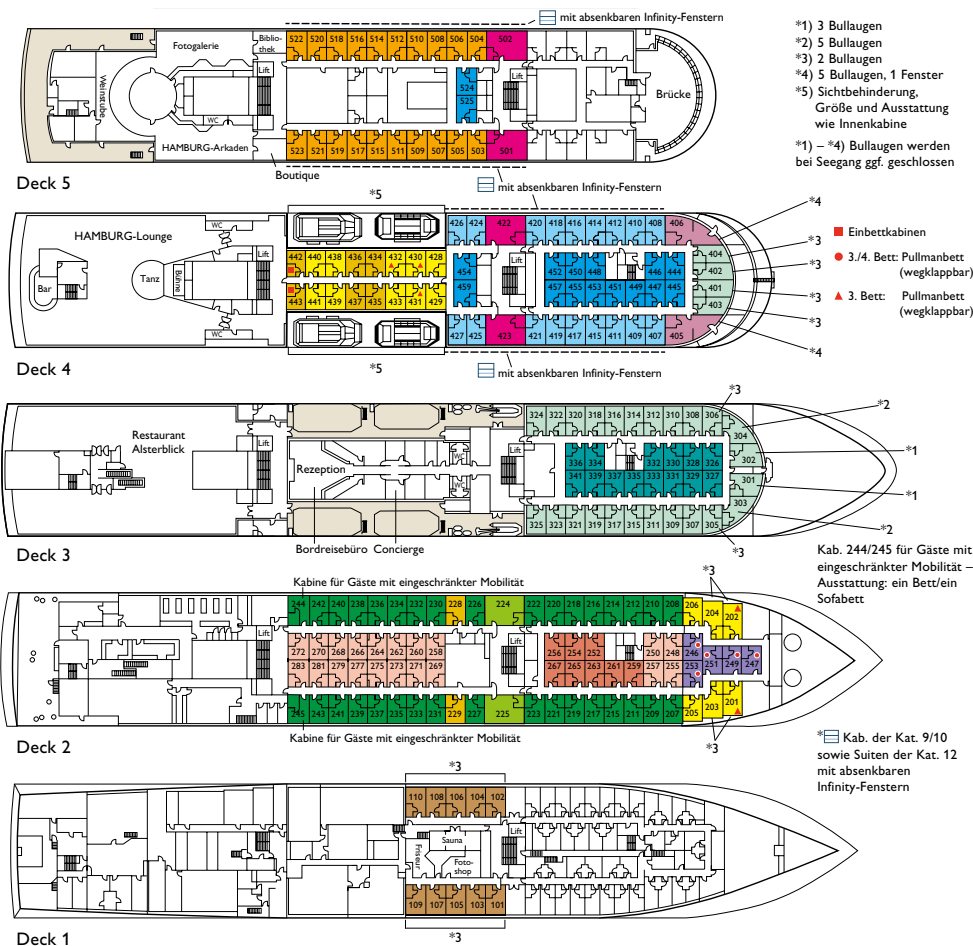 mit absenkbaren Infinity-Fenstern
Fotogalerie
Biblio-
thek
522 520 518 516 514 512 510 508 506 504 502
Lift
Weinstube
524
525
Brücke
WC
HAMBURG-Arkaden
523 521 519 517 515 511 509 507 505 503 501
Boutique
Deck 5
mit absenkbaren Infinity-Fenstern
*1) 3 Bullaugen
*2) 5 Bullaugen
*3) 2 Bullaugen
*4) 5 Bullaugen, 1 Fenster
*5) Sichtbehinderung,
Größe und Ausstattung
wie Innenkabine
*1) – *4) Bullaugen werden
bei Seegang ggf. geschlossen
*5
*4
*3
*3
*3
*3
*4
WC
HAMBURG-Lounge
426 424 422 420 418 416 414 412 410 408 406
442 440 438 436 434 432 430 428
404
402
401
403
Bar
Tanz
Bühne
Lift
454
459
452 450 448 446 444
457 455 453 451 449 447 445
443 441 439 437 435 433 431 429
WC
427 425 423 421 419 417 415 411 409 407 405
Deck 4
*5
mit absenkbaren Infinity-Fenstern
Einbettkabinen
3./4. Bett: Pullmanbett
(wegklappbar)
3. Bett: Pullmanbett
(wegklappbar)
*3
*2
*1
*1
*2
*3
324 322 320 318 316 314 312 310 308 306
304
302
301
303
Restaurant
Alsterblick
Lift
Rezeption
WC
WC
Lift
336 334 332 330 328 326
341 339 337 335 333 331 329 327
325 323 321 319 317 315 311 309 307 305
Bordreisebüro Concierge
Deck 3
Kab. 244/245 für Gäste mit
eingeschränkter Mobilität –
Ausstattung: ein Bett/ein
Sofabett
Kabine für Gäste mit eingeschränkter Mobilität
*3
244 242 240 238 236 234 232 230 228 226 224 222 220 218 216 214 212 210 208 206 204 202
Lift
Lift
272 270 268 266 264 262 260 258
283 281 279 277 275 273 271 269
256 254 252 250 248 246
267 265 263 261 259 257 255 253
251 249 247
245 243 241 239 237 235 233 231 229 227 225 223 221 219 217 215 211 209 207 205 203 201
Kabine für Gäste mit eingeschränkter Mobilität
*3
Deck 2
* Kab. der Kat. 9/10
sowie Suiten der Kat. 12
mit absenkbaren
Infinity-Fenstern
*3
110 108 106 104 102
Lift
Sauna
Friseur
Foto-
shop
Lift
109 107 105 103 101
*3
Deck 1